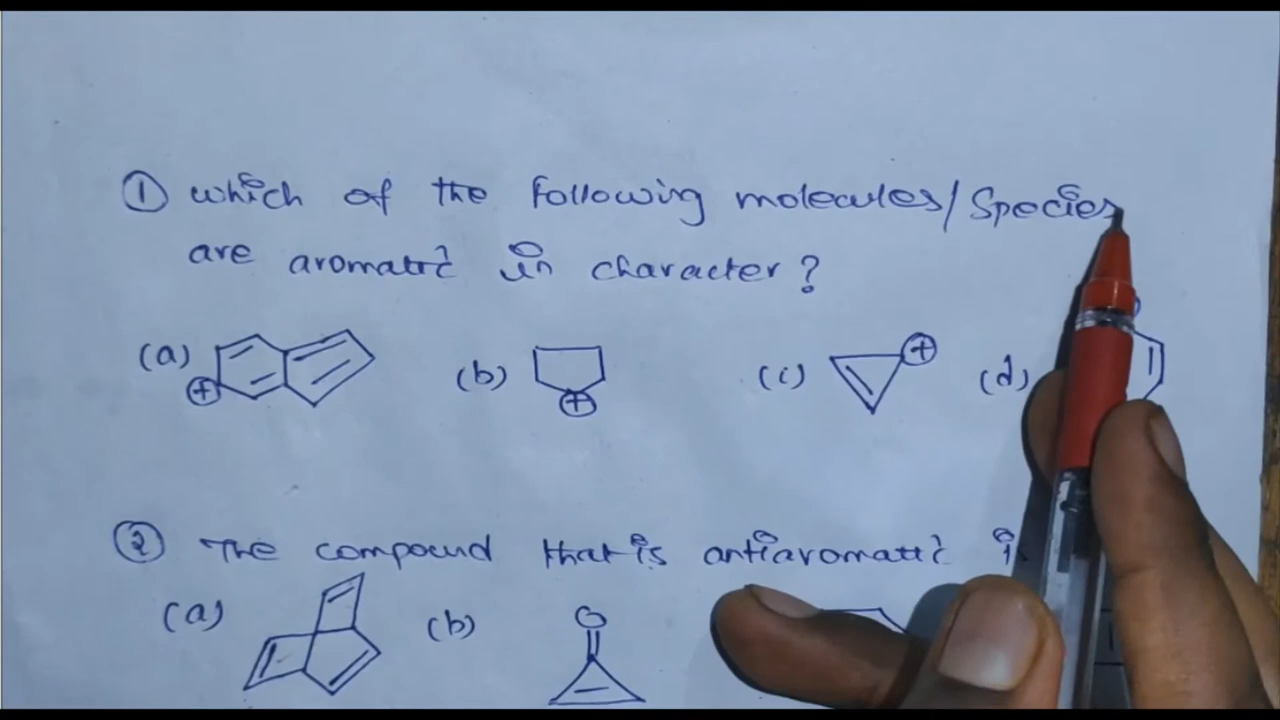 ① which of the following molecules/species
are aromatic in character?
(a) ⊕ (b) ⊕ (c) ⊕ (d)
② The compound that is antiaromatic
(a) (b) O